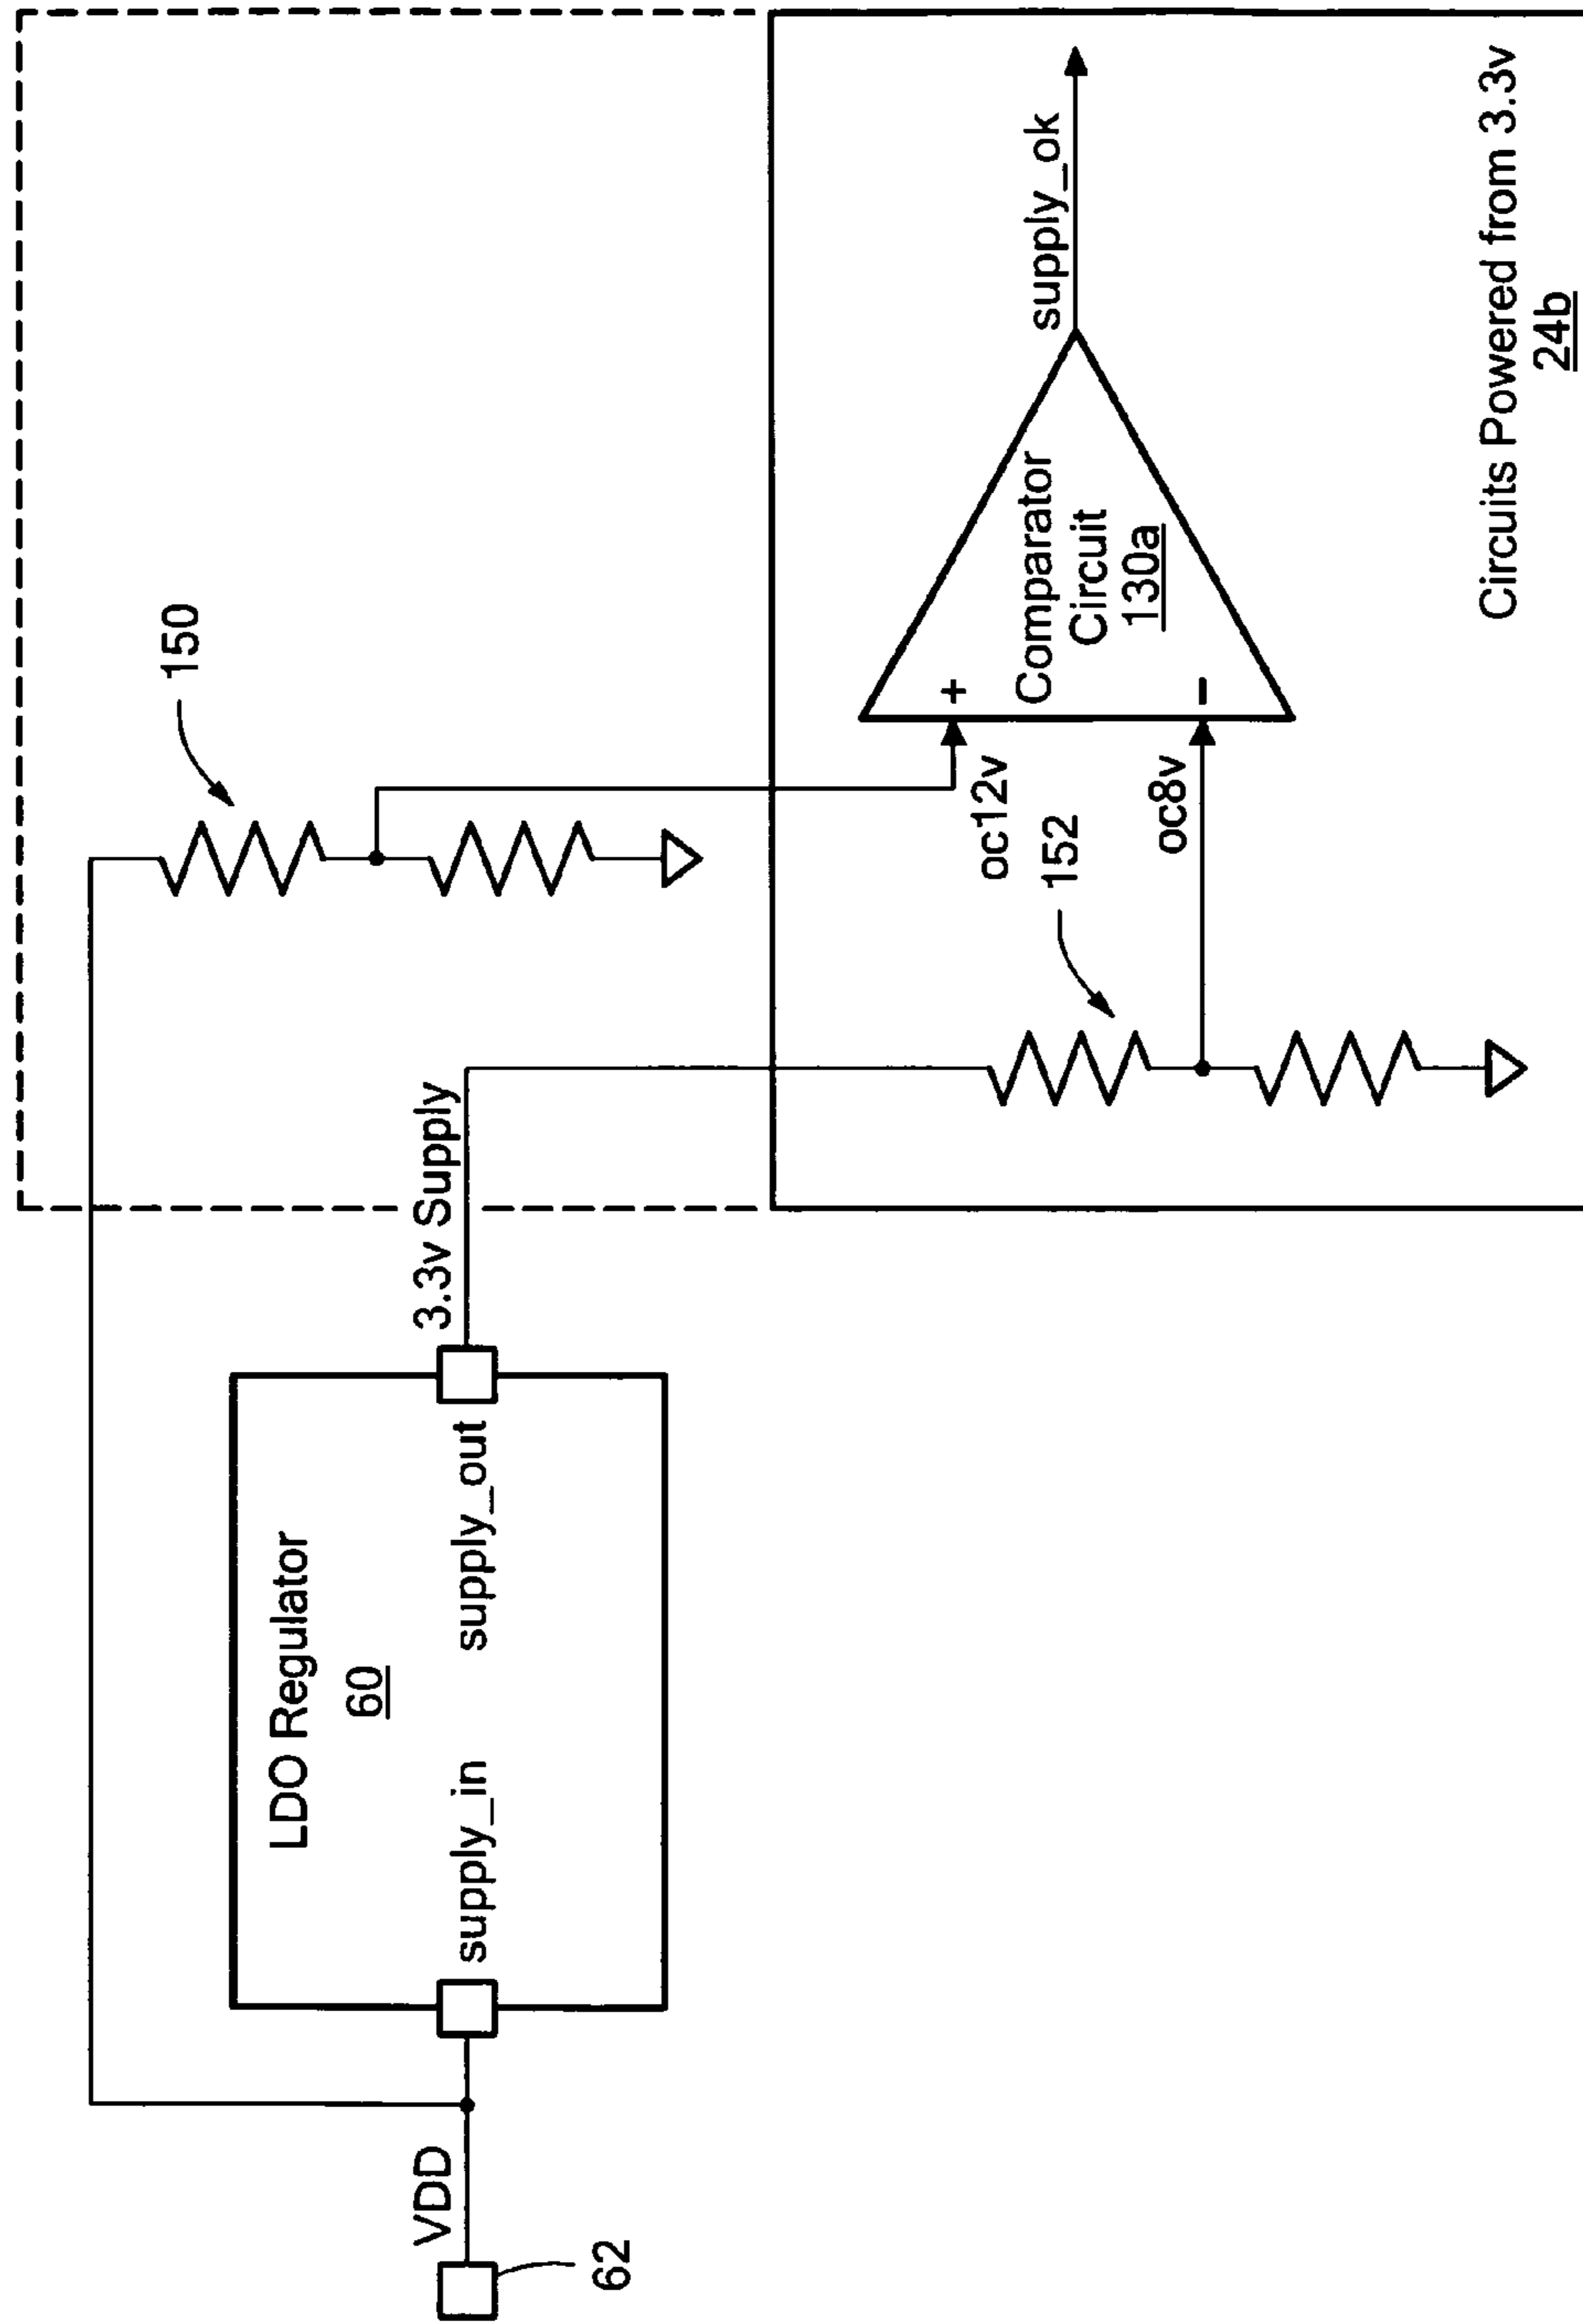 VDD
62
LDO Regulator
60
supply_in
supply_out
3.3v Supply
150
152
oc12v
oc8v
+
−
Comparator
Circuit
130a
supply_ok
Circuits Powered from 3.3v
24b